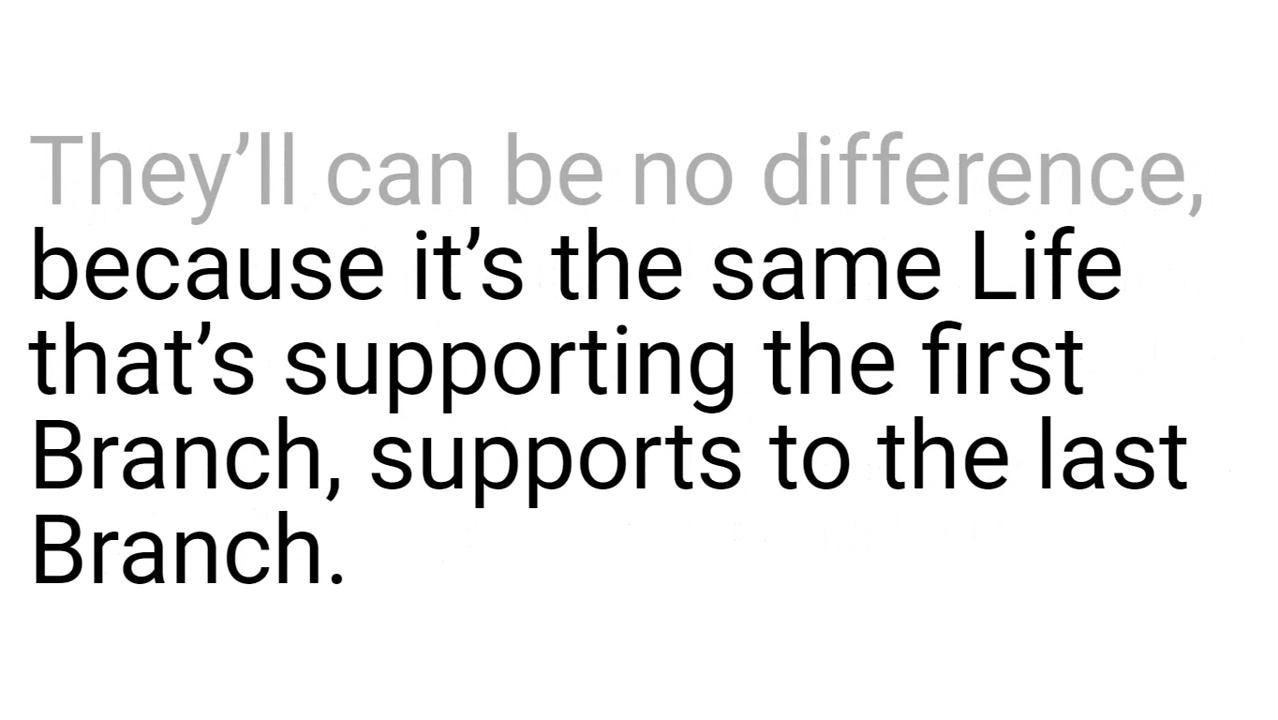 They’ll can be no difference,
because it’s the same Life
that’s supporting the first
Branch, supports to the last
Branch.